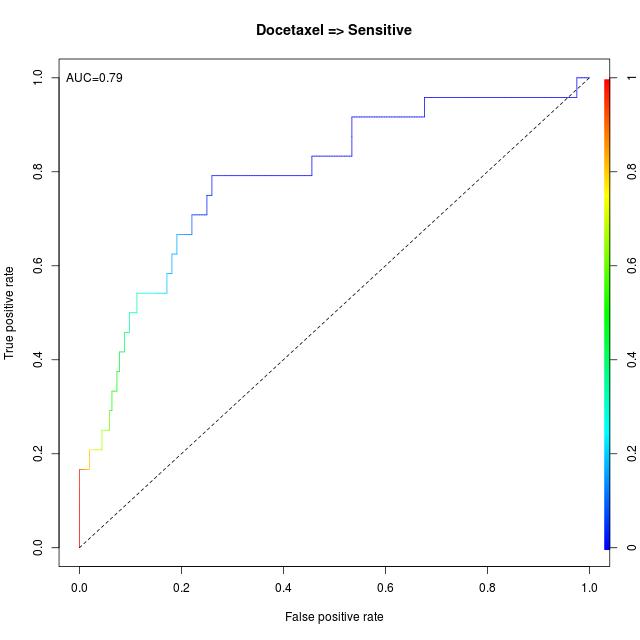 Docetaxel => Sensitive
AUC=0.79
True positive rate
1.0
0.8
0.6
0.4
0.2
0.0
1
0.8
0.6
0.4
0.2
0
0.0 0.2 0.4 0.6 0.8 1.0
False positive rate